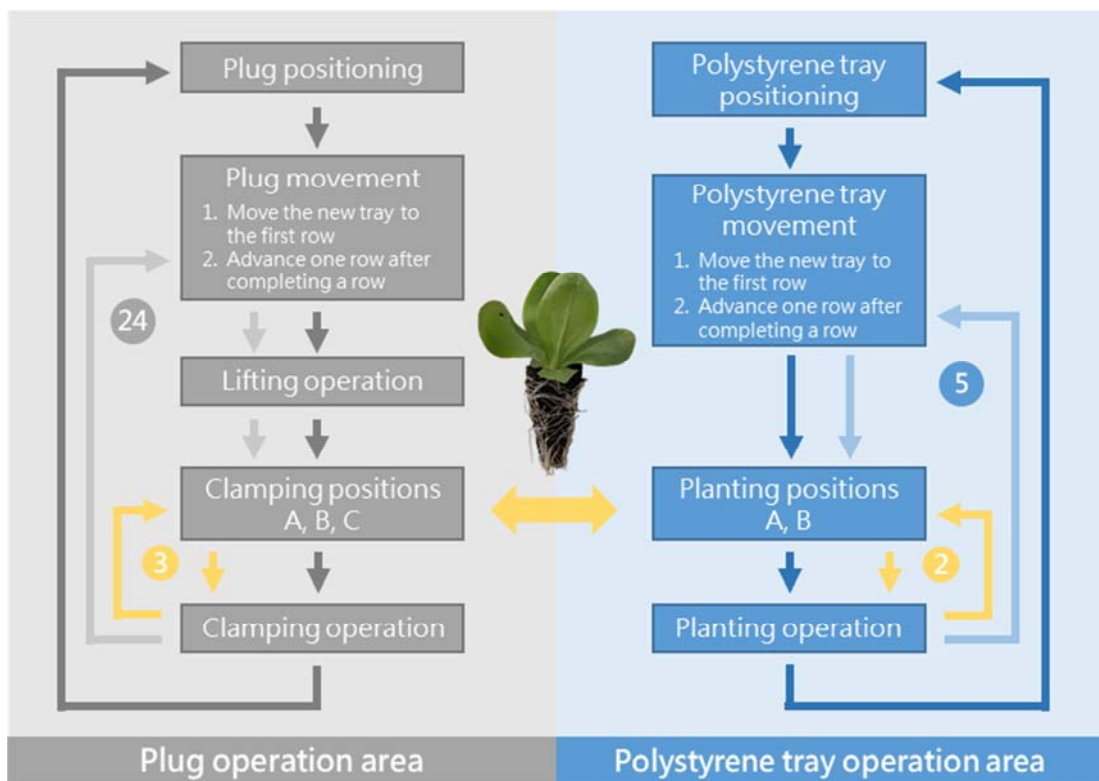 Plug positioning
Plug movement
1. Move the new tray to
the first row
2. Advance one row after
completing a row
24
Lifting operation
Clamping positions
A, B, C
3
Clamping operation
Plug operation area
Polystyrene tray
positioning
Polystyrene tray
movement
1. Move the new tray to
the first row
2. Advance one row after
completing a row
5
Planting positions
A, B
2
Planting operation
Polystyrene tray operation area